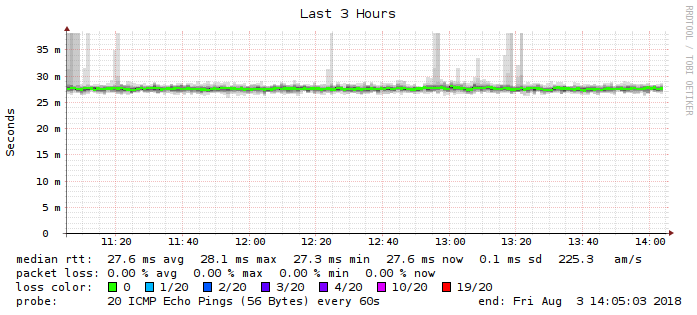 Last 3 Hours
RRDTOOL / TOBI OETIKER
Seconds
35 m
30 m
25 m
20 m
15 m
10 m
5 m
0
11:20 11:40 12:00 12:20 12:40 13:00 13:20 13:40 14:00
median rtt: 27.6 ms avg 28.1 ms max 27.3 ms min 27.6 ms now 0.1 ms sd 225.3 am/s
packet loss: 0.00 % avg 0.00 % max 0.00 % min 0.00 % now
loss color: 0 1/20 2/20 3/20 4/20 10/20 19/20
probe: 20 ICMP Echo Pings (56 Bytes) every 60s end: Fri Aug 3 14:05:03 2018